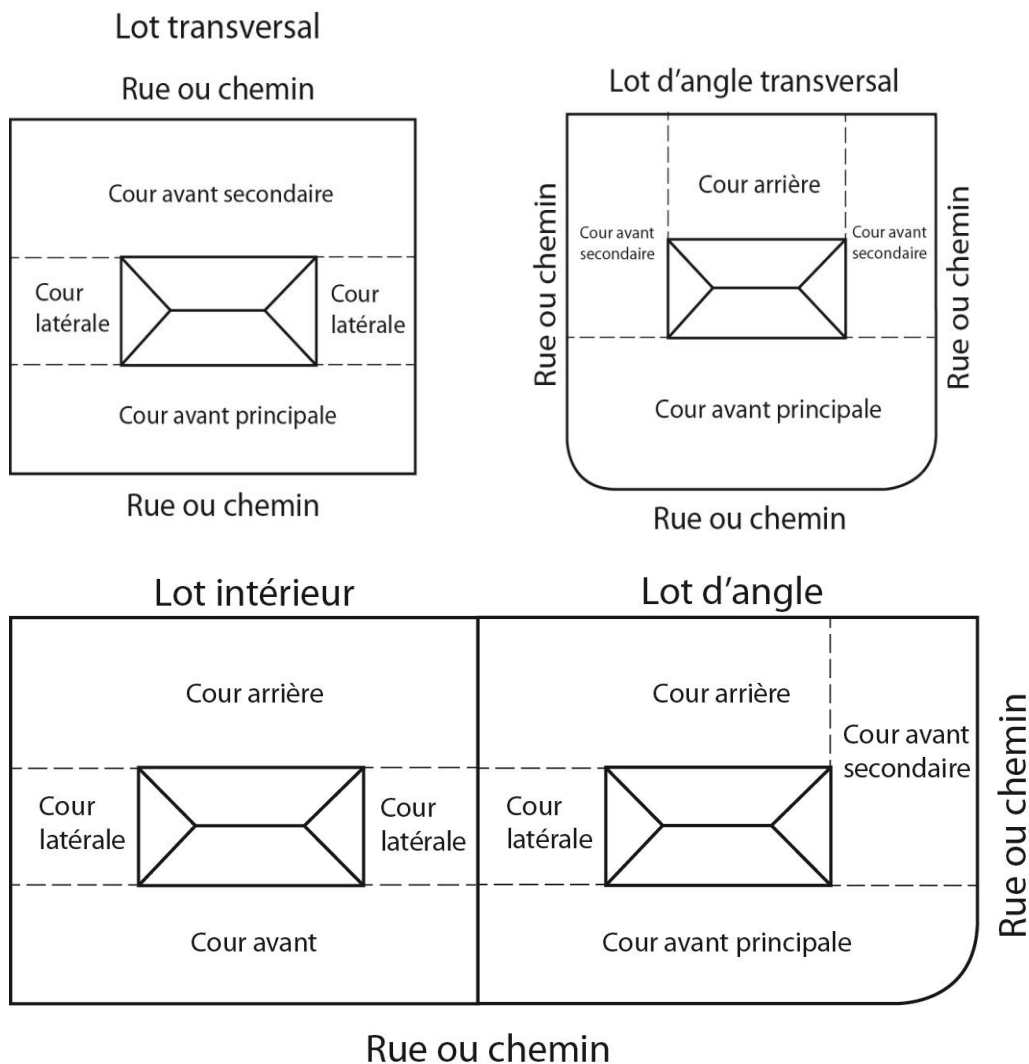 Lot transversal
Rue ou chemin
Cour avant secondaire
Cour
latérale
Cour
latérale
Cour avant principale
Rue ou chemin
Lot d'angle transversal
Rue ou chemin
Cour avant
secondaire
Cour arrière
Cour avant
secondaire
Rue ou chemin
Cour avant principale
Rue ou chemin
Lot intérieur
Cour arrière
Cour
latérale
Cour
latérale
Cour avant
Lot d'angle
Cour arrière
Cour avant
secondaire
Cour
latérale
Cour avant principale
Rue ou chemin
Rue ou chemin